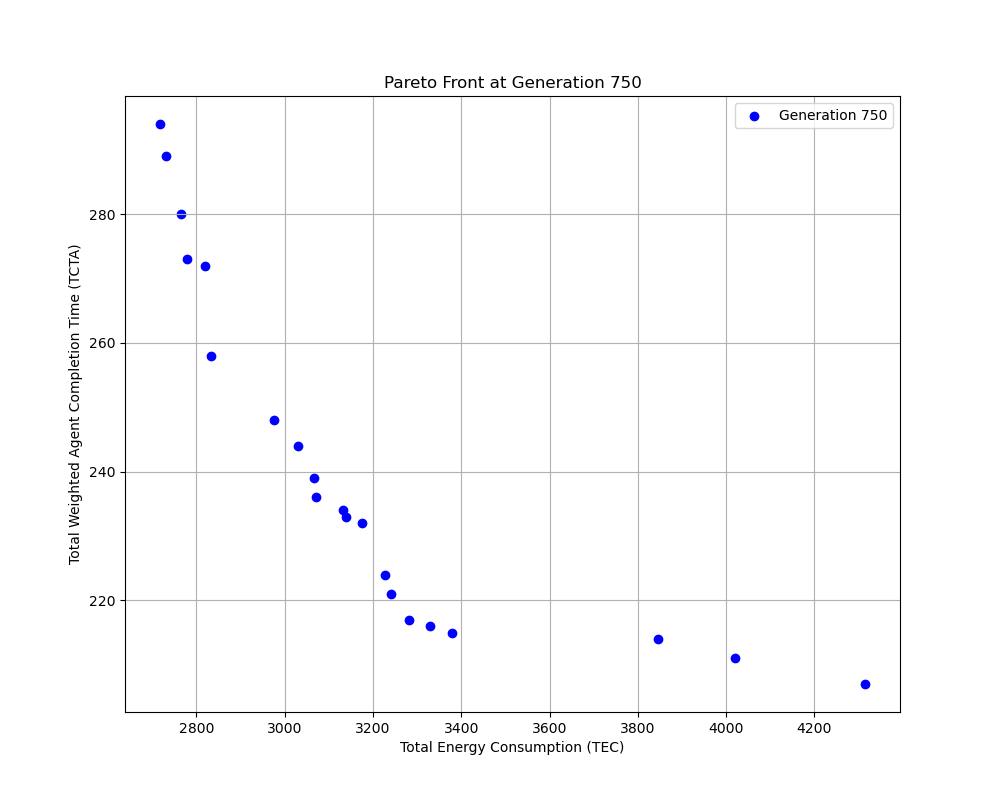 Pareto Front at Generation 750
Generation 750
280
260
240
220
Total Weighted Agent Completion Time (TCTA)
2800 3000 3200 3400 3600 3800 4000 4200
Total Energy Consumption (TEC)